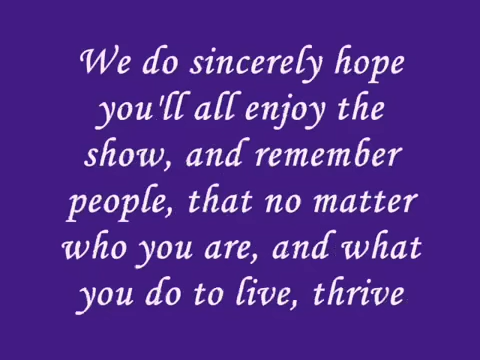 We do sincerely hope
you'll all enjoy the
show, and remember
people, that no matter
who you are, and what
you do to live, thrive